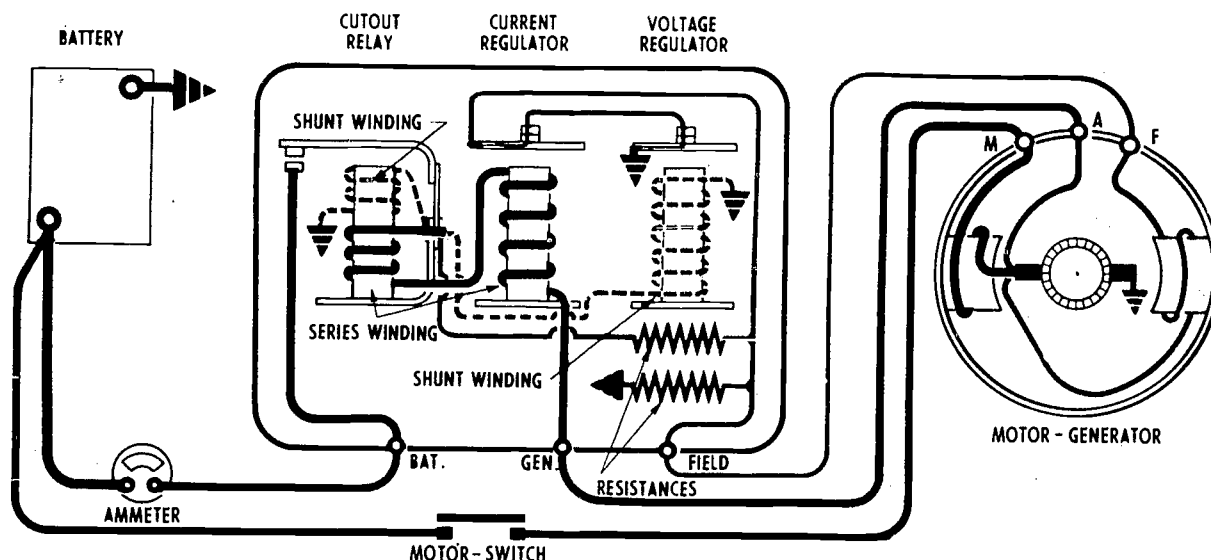 BATTERY
CUTOUT
RELAY
CURRENT
REGULATOR
VOLTAGE
REGULATOR
SHUNT WINDING
M
A
F
SERIES WINDING
SHUNT WINDING
MOTOR - GENERATOR
BAT.
GEN.
FIELD
RESISTANCES
AMMETER
MOTOR - SWITCH